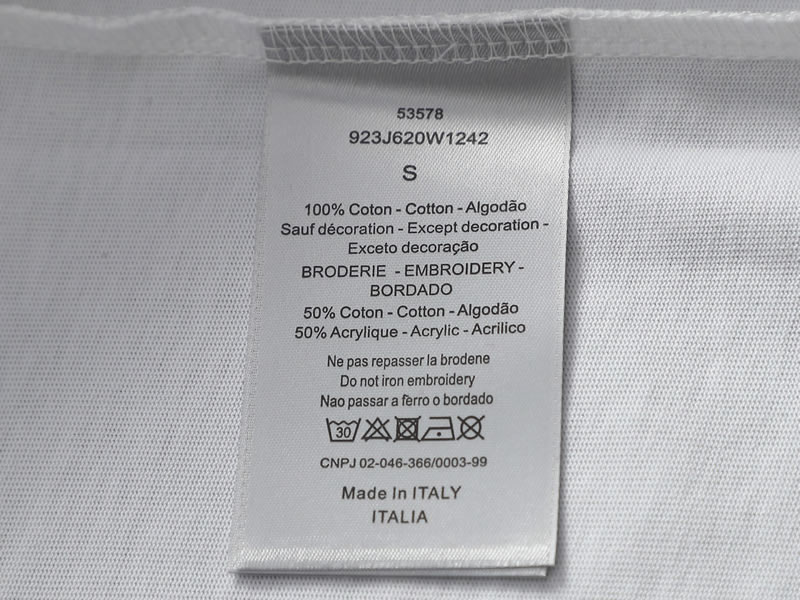 53578
923J620W1242
S
100% Coton - Cotton - Algodão
Sauf décoration - Except decoration -
Exceto decoração
BRODERIE - EMBROIDERY -
BORDADO
50% Coton - Cotton - Algodão
50% Acrylique - Acrylic - Acrilico
Ne pas repasser la brodene
Do not iron embroidery
Nao passar a fèrro o bordado
30
CNPJ 02-046-366/0003-99
Made In ITALY
ITALIA